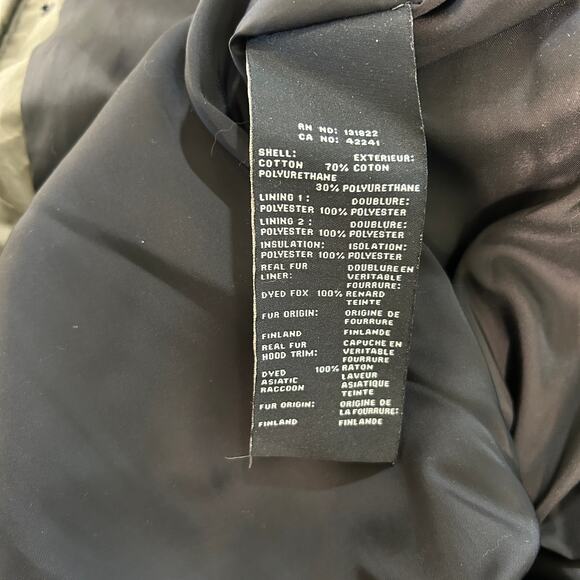 RN NO: 131822
CA NO: 42241
SHELL: EXTERIEUR:
COTTON 70% COTON
POLYURETHANE
30% POLYURETHANE
LINING 1: DOUBLURE:
POLYESTER 100% POLYESTER
LINING 2: DOUBLURE:
POLYESTER 100% POLYESTER
INSULATION: ISOLATION:
POLYESTER 100% POLYESTER
REAL FUR DOUBLURE EN
LINER: VERITABLE
FOURRURE:
DYED FOX 100% RENARD
TEINTE
FUR ORIGIN: ORIGINE DE
FOURRURE
FINLAND FINLANDE
REAL FUR CAPUCHE EN
HOOD TRIM: VERITABLE
FOURRURE
DYED 100% RATON
ASIATIC LAVEUR
RACCOON ASIATIQUE
TEINTE
FUR ORIGIN: ORIGINE DE
LA FOURRURE:
FINLAND FINLANDE